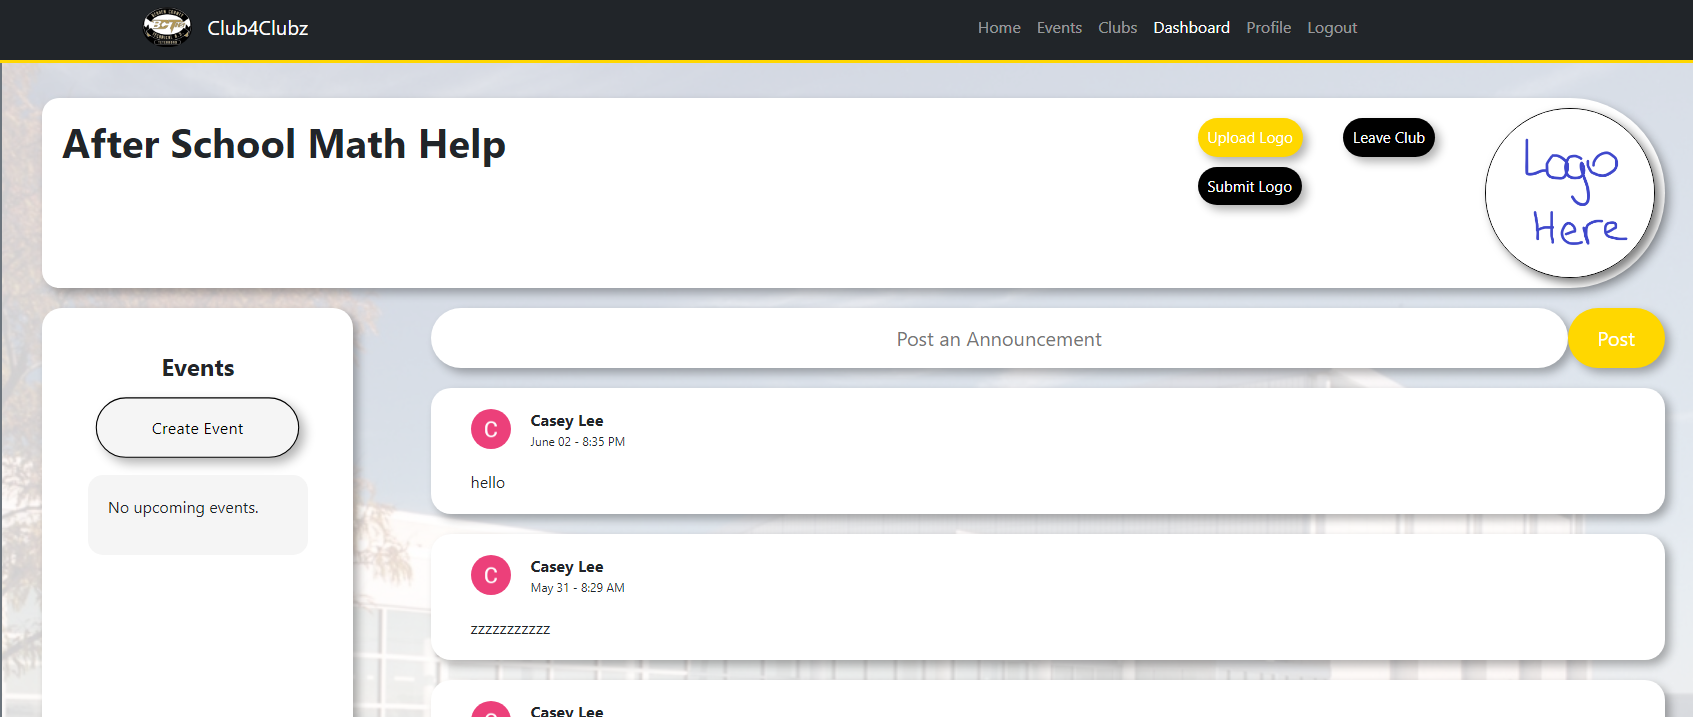 Club4Clubz
Home Events Clubs Dashboard Profile Logout
After School Math Help
Upload Logo
Leave Club
Submit Logo
Logo
Here
Events
Create Event
No upcoming events.
Post an Announcement
Post
C
Casey Lee
June 02 - 8:35 PM
hello
C
Casey Lee
May 31 - 8:29 AM
zzzzzzzzzzz
Casey Lee